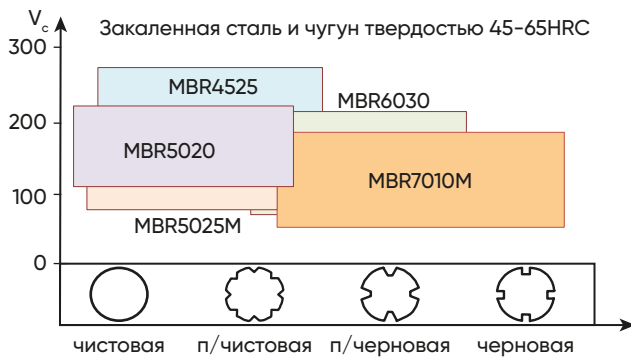 Vc
Закаленная сталь и чугун твердостью 45-65HRC
300
MBR4525
MBR6030
200
MBR5020
MBR7010M
100
MBR5025M
0
чистовая п/чистовая п/черновая черновая